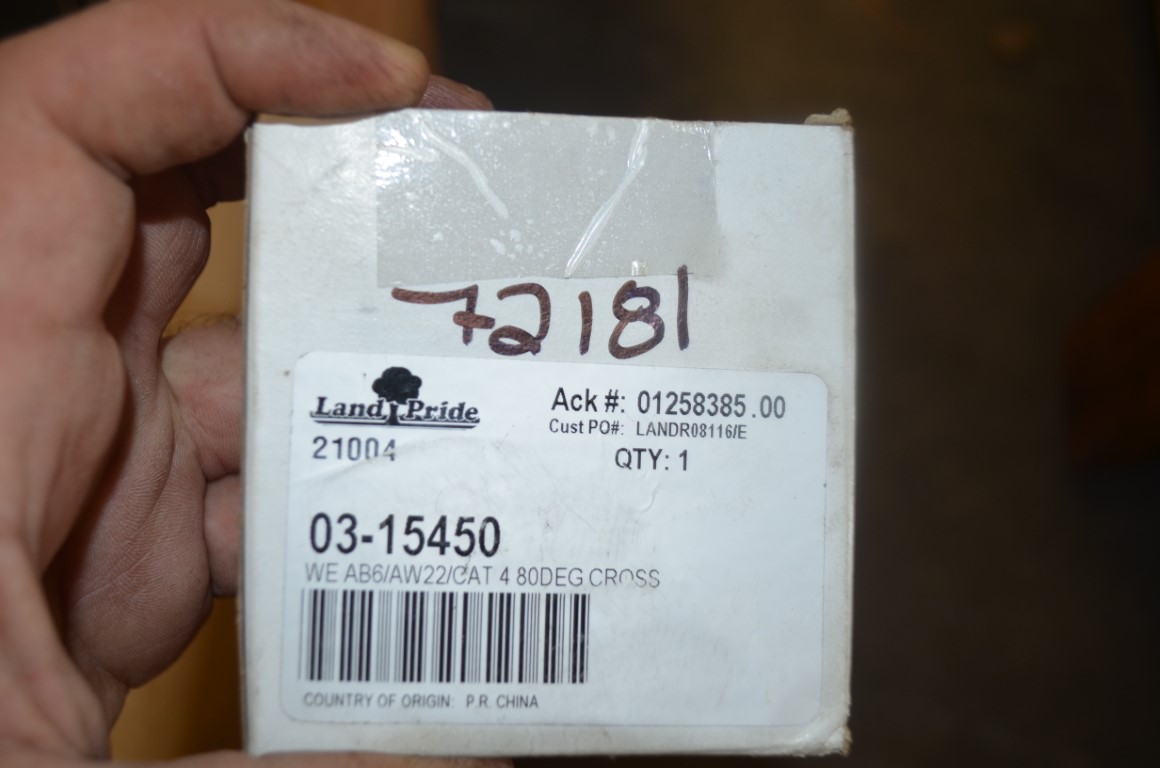 72181
Land Pride
21004
Ack #: 01258385.00
Cust PO#: LANDR08116/E
QTY: 1
03-15450
WE AB6/AW22/CAT 4 80DEG CROSS
COUNTRY OF ORIGIN: P.R. CHINA